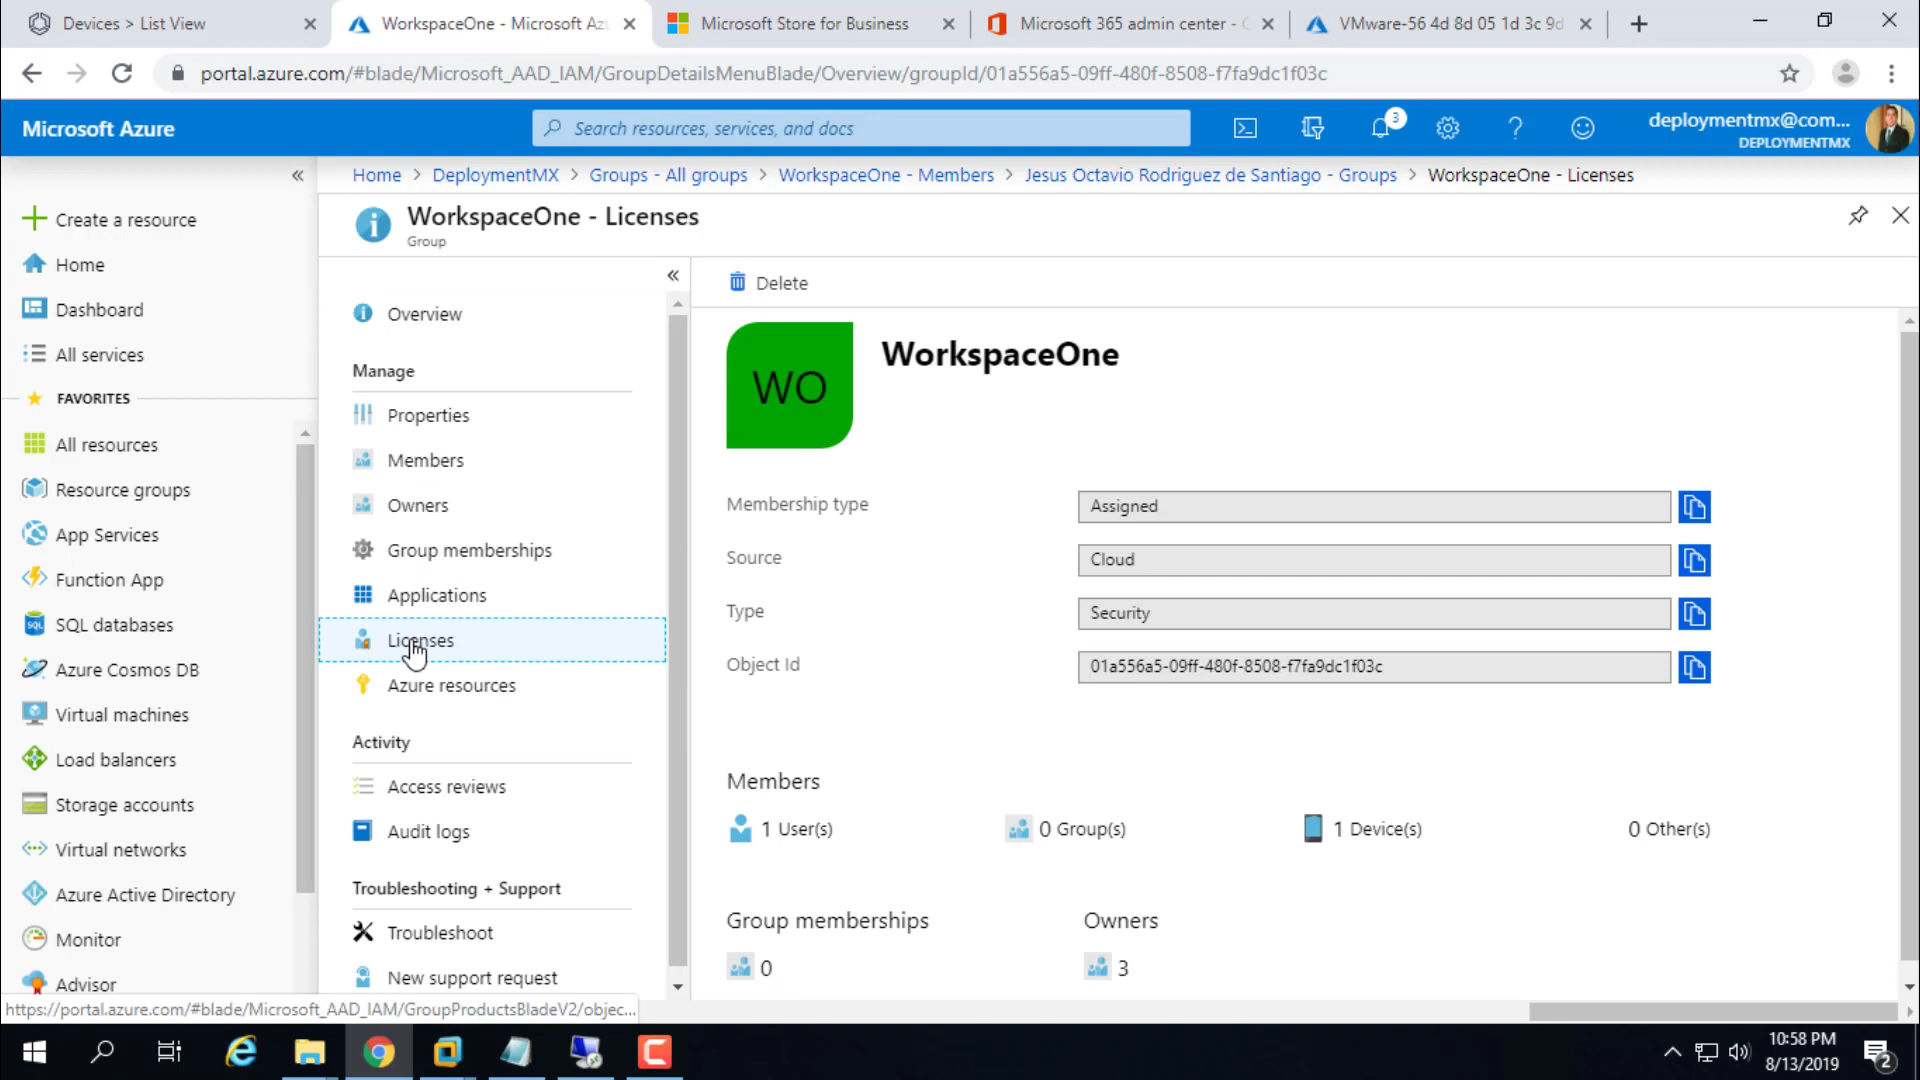 Devices > List View
WorkspaceOne - Microsoft Az
Microsoft Store for Business
Microsoft 365 admin center -
VMware-56 4d 8d 05 1d 3c 9d
portal.azure.com/#blade/Microsoft_AAD_IAM/GroupDetailsMenuBlade/Overview/groupId/01a556a5-09ff-480f-8508-f7fa9dc1f03c
Microsoft Azure
Search resources, services, and docs
3
deploymentmx@com...
DEPLOYMENTMX
Home > DeploymentMX > Groups - All groups > WorkspaceOne - Members > Jesus Octavio Rodriguez de Santiago - Groups > WorkspaceOne - Licenses
WorkspaceOne - Licenses
Group
Create a resource
Home
Dashboard
All services
FAVORITES
All resources
Resource groups
App Services
Function App
SQL databases
Azure Cosmos DB
Virtual machines
Load balancers
Storage accounts
Virtual networks
Azure Active Directory
Monitor
Advisor
Overview
Manage
Properties
Members
Owners
Group memberships
Applications
Licenses
Azure resources
Activity
Access reviews
Audit logs
Troubleshooting + Support
Troubleshoot
New support request
Delete
WO
WorkspaceOne
Membership type
Assigned
Source
Cloud
Type
Security
Object Id
01a556a5-09ff-480f-8508-f7fa9dc1f03c
Members
1 User(s)
0 Group(s)
1 Device(s)
0 Other(s)
Group memberships
0
Owners
3
https://portal.azure.com/#blade/Microsoft_AAD_IAM/GroupProductsBladeV2/objec...
10:58 PM
8/13/2019
2